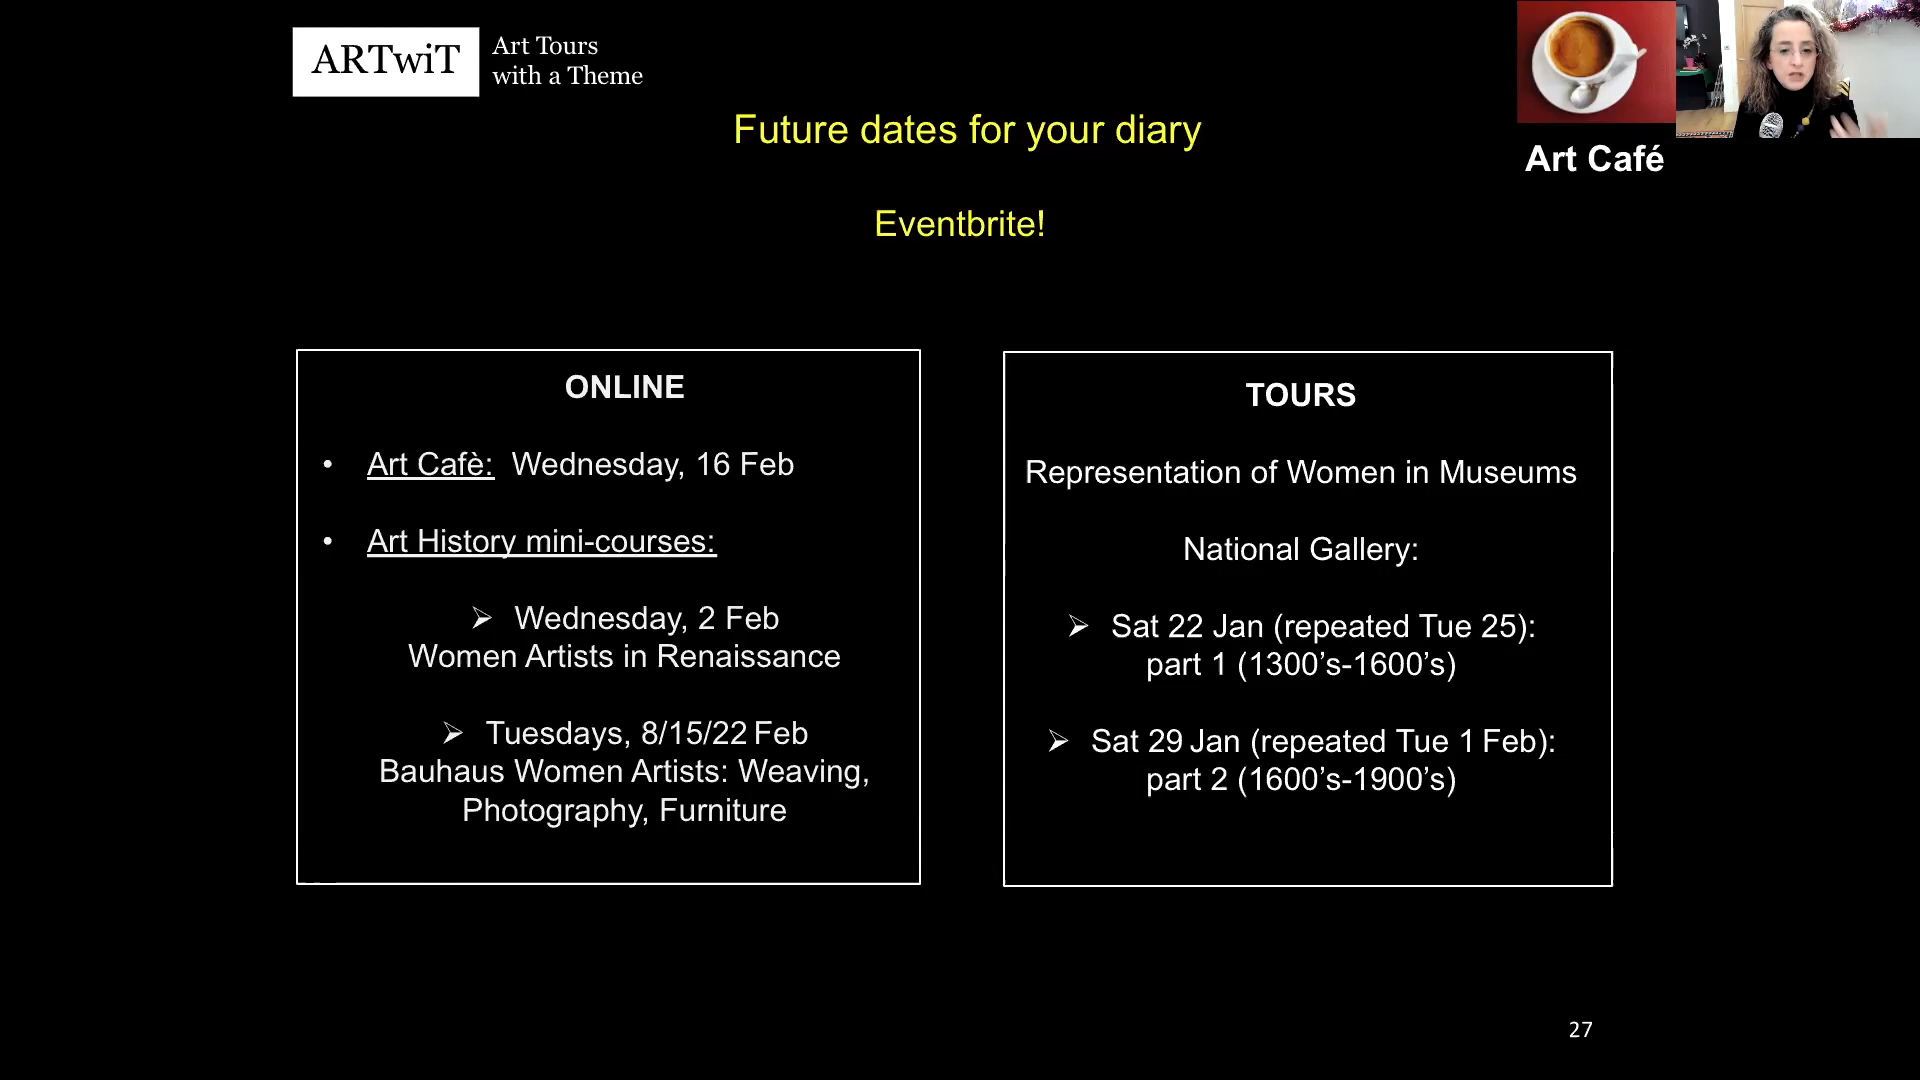 ARTwiT
Art Tours
with a Theme
Art Café
Future dates for your diary
Eventbrite!
ONLINE
• Art Cafè: Wednesday, 16 Feb
• Art History mini-courses:
➢ Wednesday, 2 Feb
Women Artists in Renaissance
➢ Tuesdays, 8/15/22 Feb
Bauhaus Women Artists: Weaving,
Photography, Furniture
TOURS
Representation of Women in Museums
National Gallery:
➢ Sat 22 Jan (repeated Tue 25):
part 1 (1300’s-1600’s)
➢ Sat 29 Jan (repeated Tue 1 Feb):
part 2 (1600’s-1900’s)
27